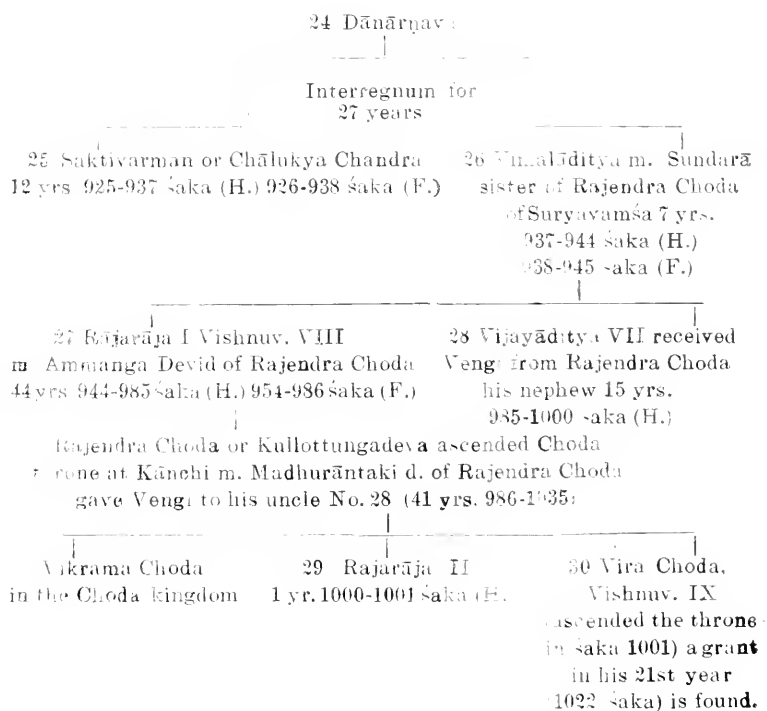 24 Dānārṇava
Interregnum for
27 years
25 Saktivarman or Chālukya Chandra
12 yrs 925-937 śaka (H.) 926-938 śaka (F.)
26 Vimalāditya m. Sundarā
sister of Rajendra Choda
of Suryavamśa 7 yrs.
937-944 śaka (H.)
938-945 śaka (F.)
27 Rājarāja I Vishnuv. VIII
m Ammanga Devi d of Rajendra Choda
44 yrs 944-985 śaka (H.) 954-986 śaka (F.)
28 Vijayāditya VII received
Vengi from Rajendra Choda
his nephew 15 yrs.
985-1000 śaka (H.)
Rajendra Choda or Kullottungadeva ascended Choda
throne at Kānchi m. Madhurāntaki d. of Rajendra Choda
gave Vengi to his uncle No. 28 (41 yrs. 986-
Vikrama Choda
in the Choda kingdom
29 Rajarāja II
1 yr. 1000-1001 śaka (H.
30 Vira Choda,
Vishnuv. IX
ascended the throne
in śaka 1001) a grant
in his 21st year
1022 śaka) is found.